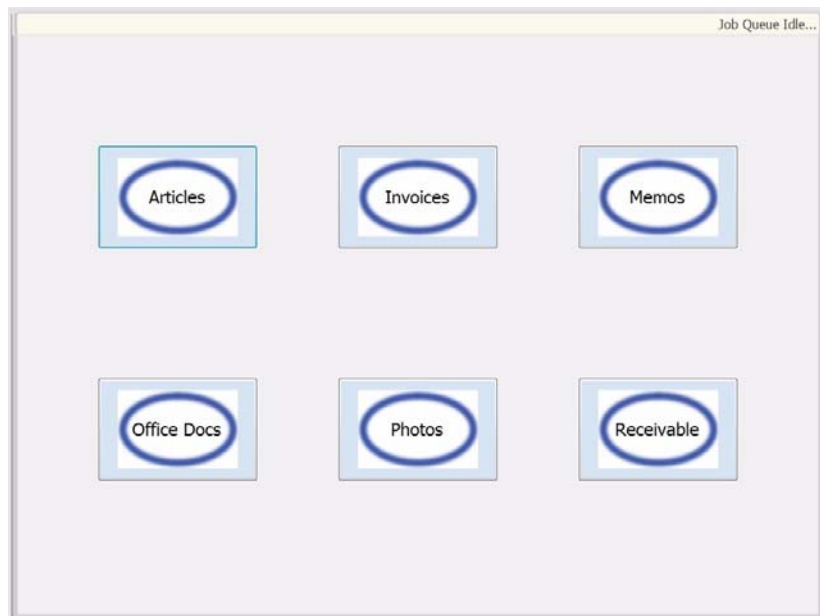 Job Queue Idle...
Articles
Invoices
Memos
Office Docs
Photos
Receivable